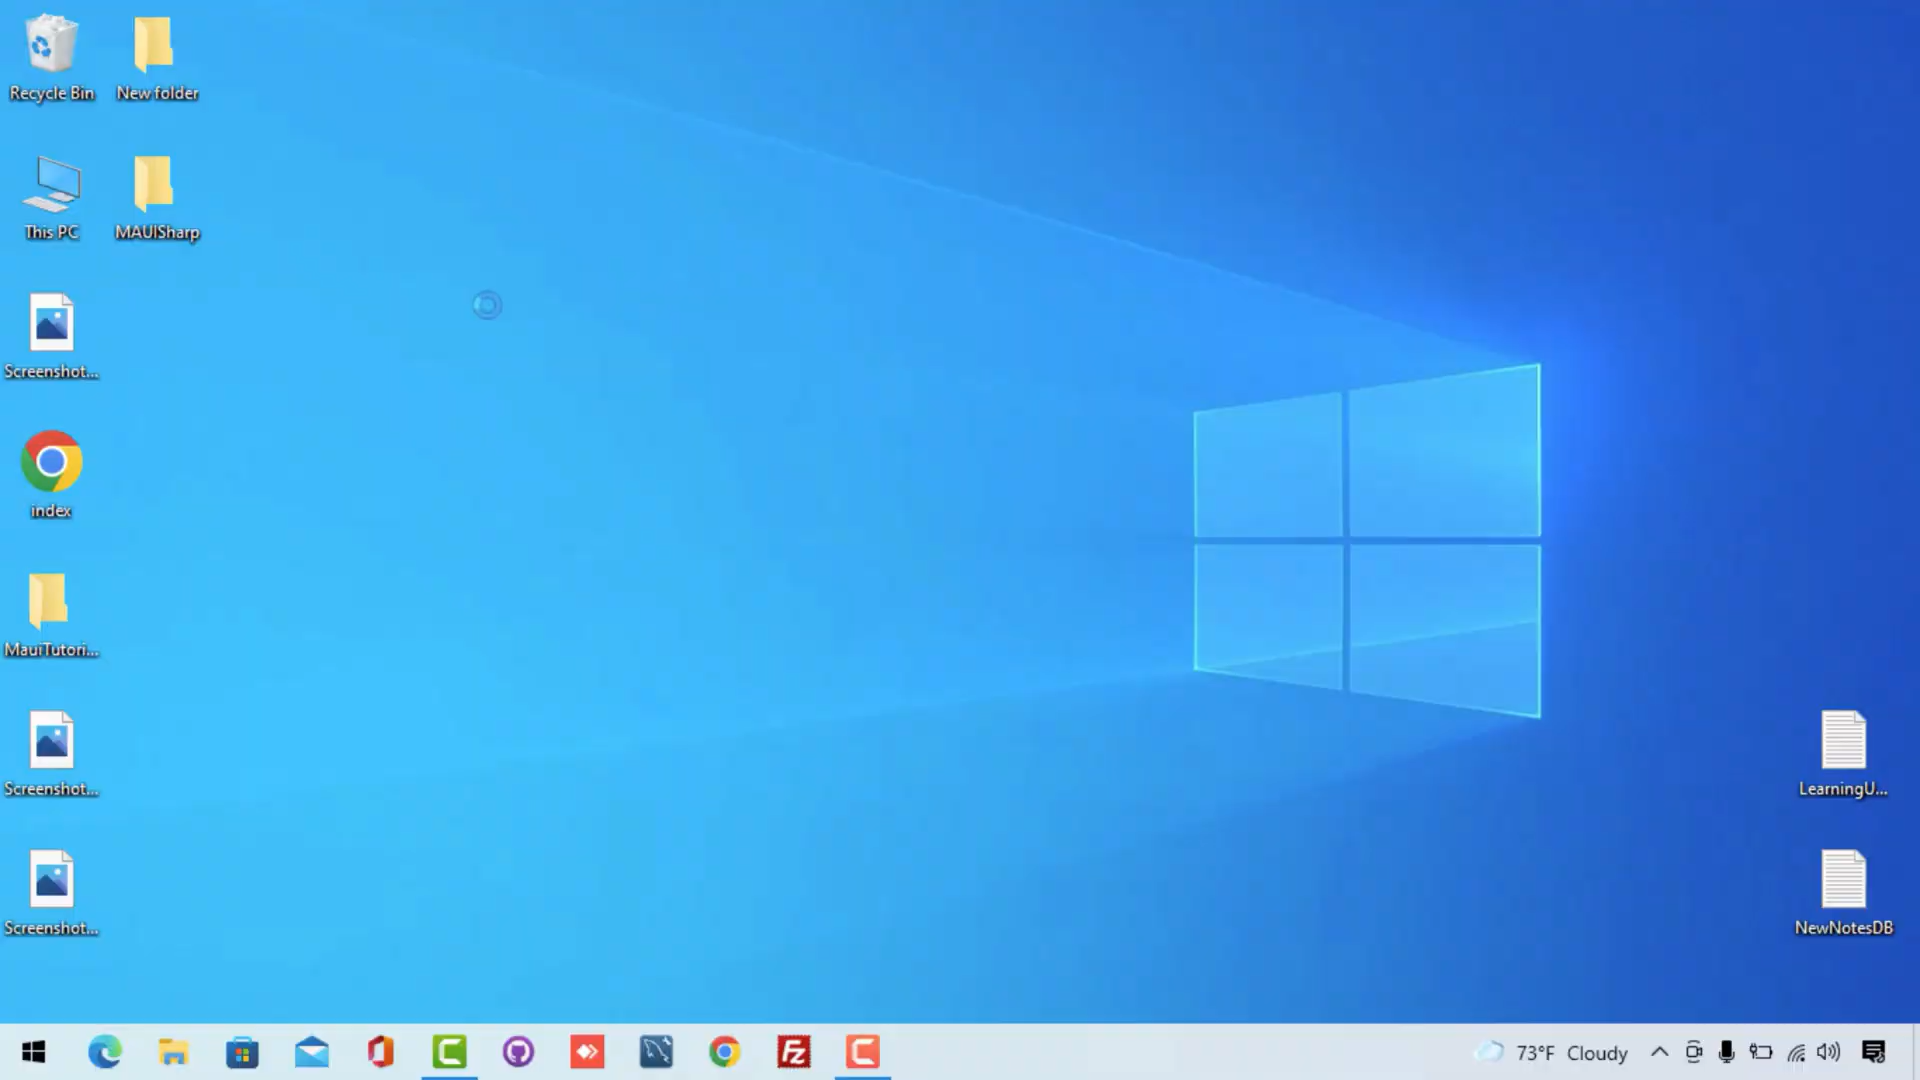 Recycle Bin
New folder
This PC
MAUISharp
Screenshot...
index
MauiTutori...
Screenshot...
Screenshot...
LearningU...
NewNotesDB
73°F Cloudy